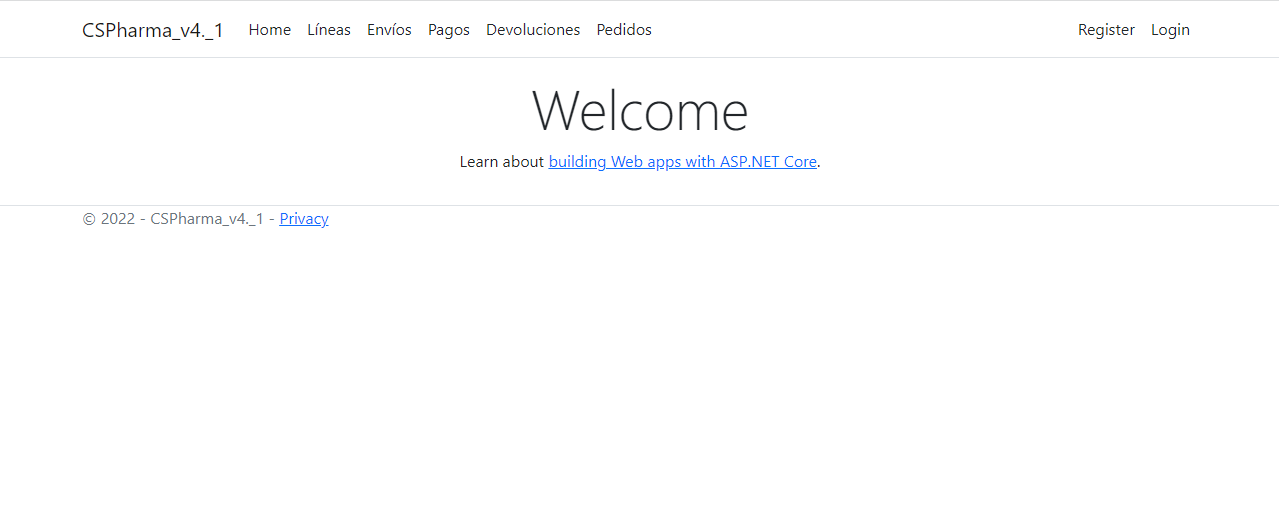 CSPharma_v4._1 Home Líneas Envíos Pagos Devoluciones Pedidos Register Login
Welcome
Learn about building Web apps with ASP.NET Core.
© 2022 - CSPharma_v4._1 - Privacy